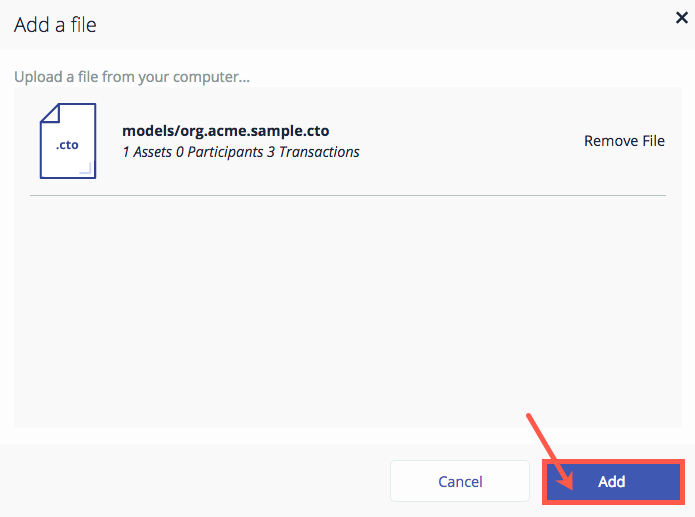 Add a file
Upload a file from your computer...
.cto
models/org.acme.sample.cto
1 Assets 0 Participants 3 Transactions
Remove File
Cancel
Add